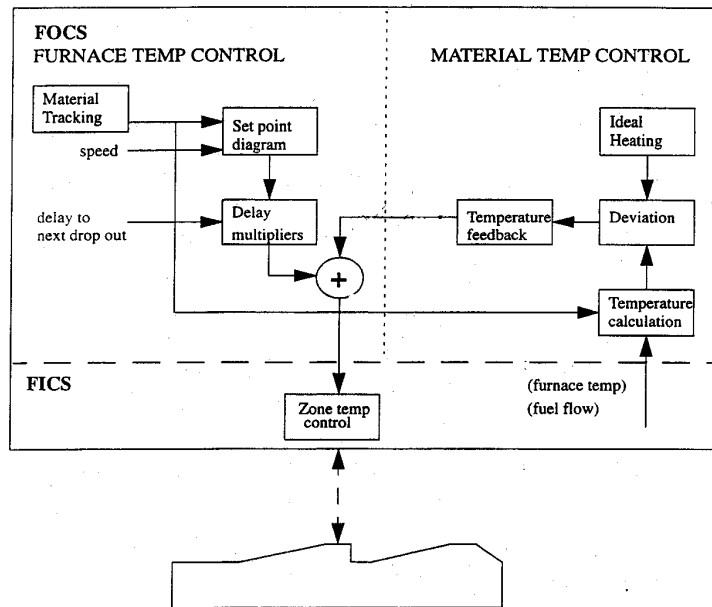 FOCS
FURNACE TEMP CONTROL
MATERIAL TEMP CONTROL
Material
Tracking
Set point
diagram
speed
Ideal
Heating
delay to
next drop out
Delay
multipliers
Temperature
feedback
Deviation
+
Temperature
calculation
FICS
Zone temp
control
(furnace temp)
(fuel flow)